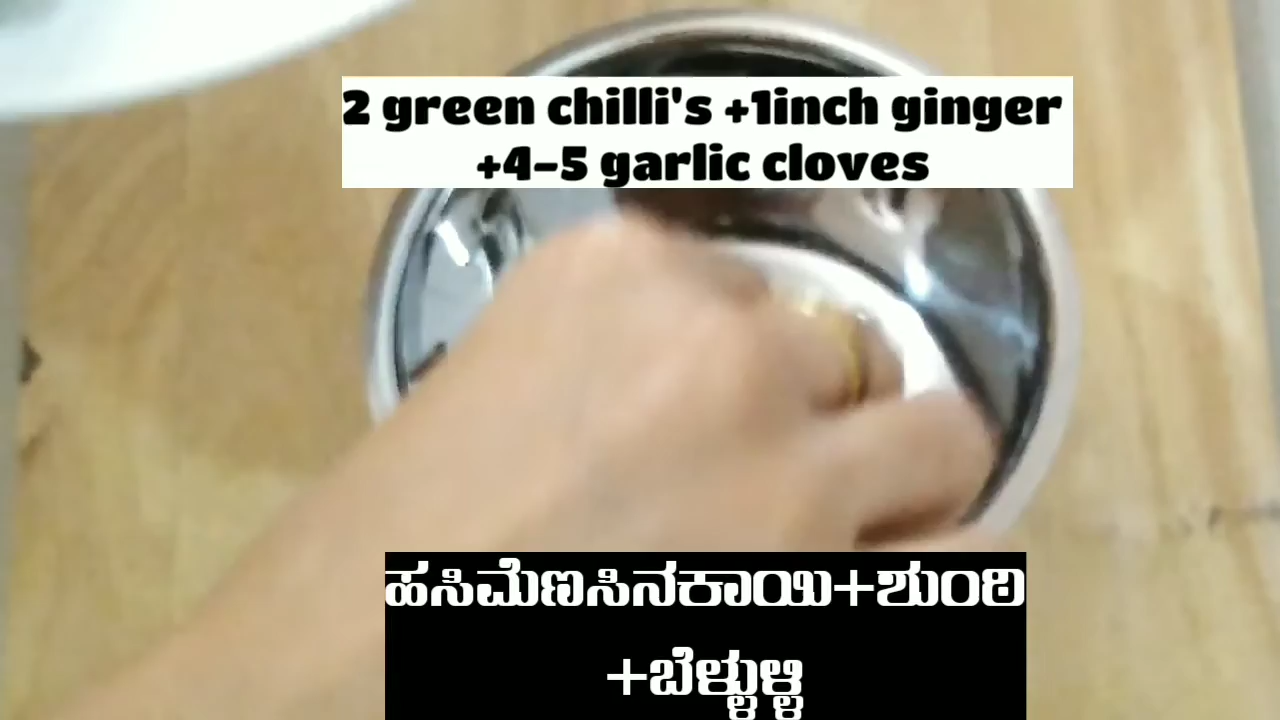 2 green chilli's +1inch ginger
+4-5 garlic cloves
ಹಸಿಮೆಣಸಿನಕಾಯಿ+ಶುಂಠಿ
+ಬೆಳ್ಳುಳ್ಳಿ